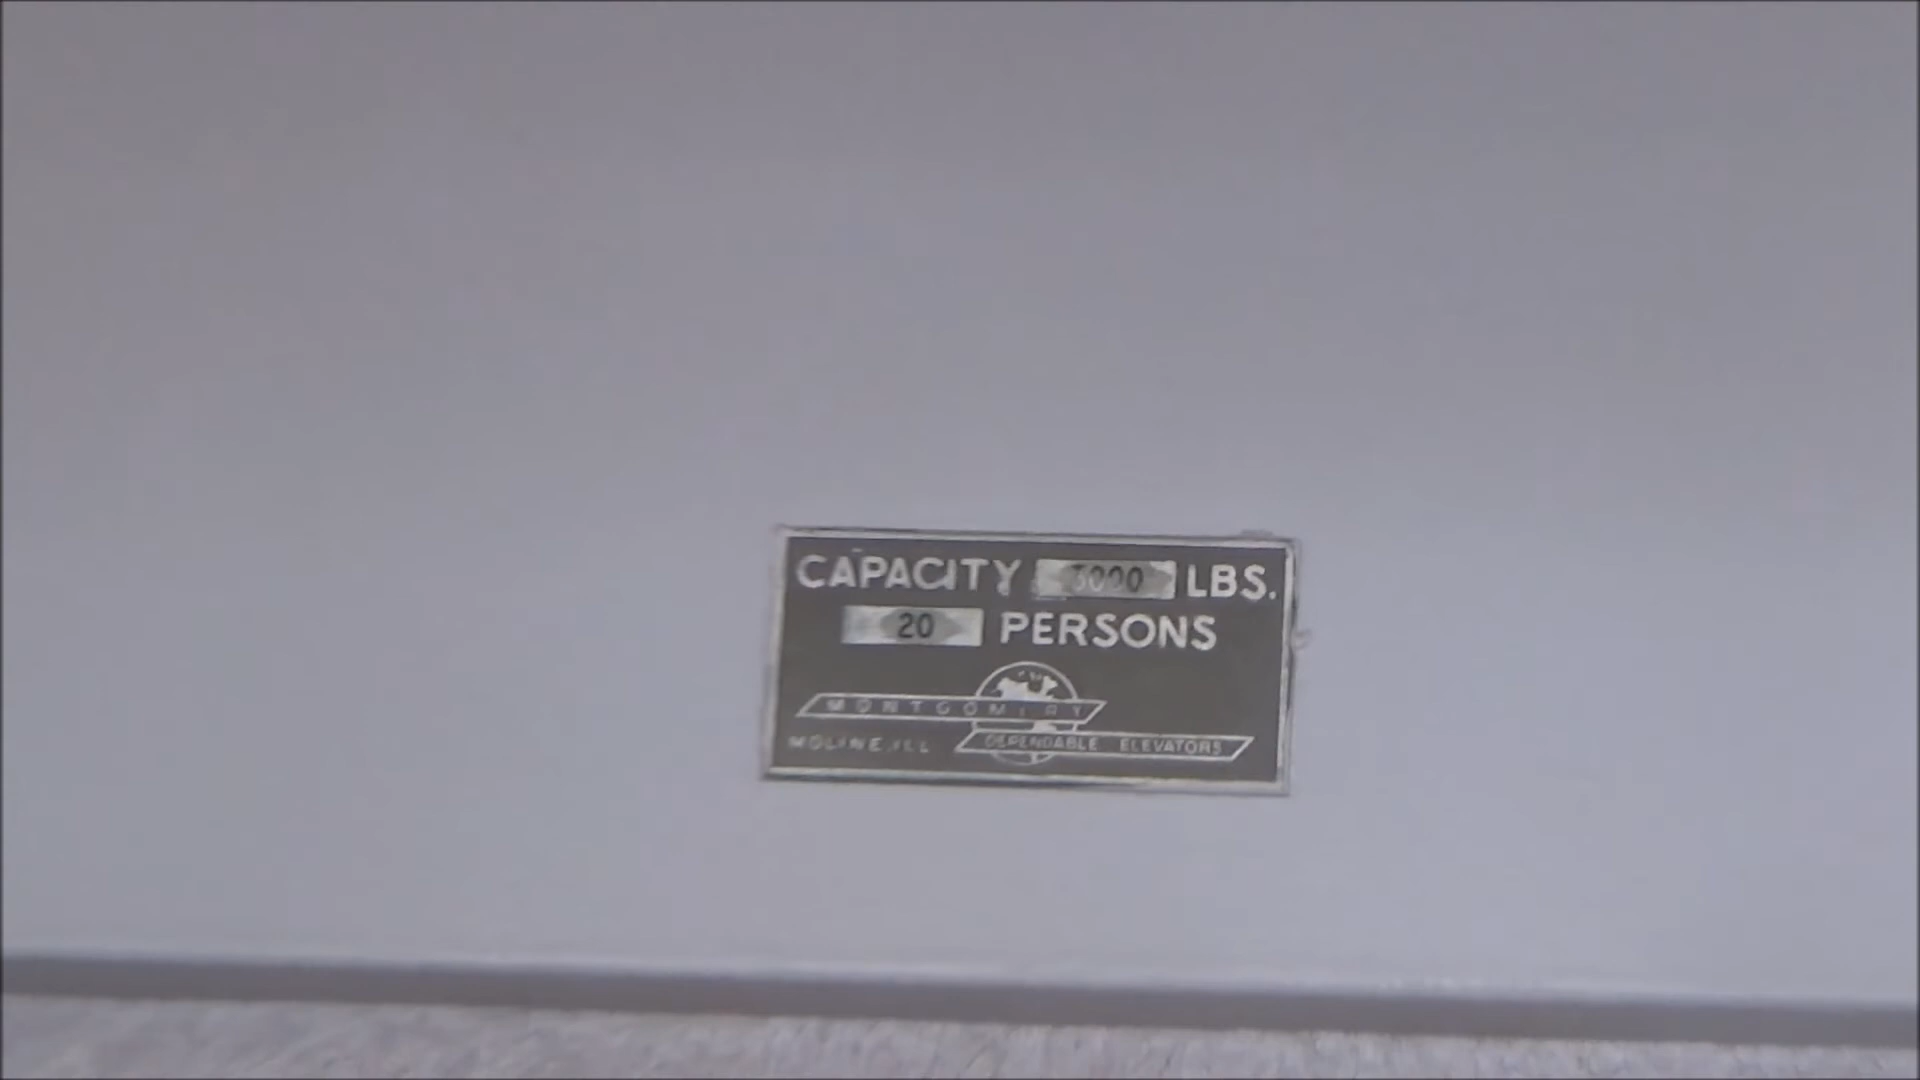 CAPACITY 3000 LBS.
20 PERSONS
MONTGOMERY
MOLINE, ILL. DEPENDABLE ELEVATORS